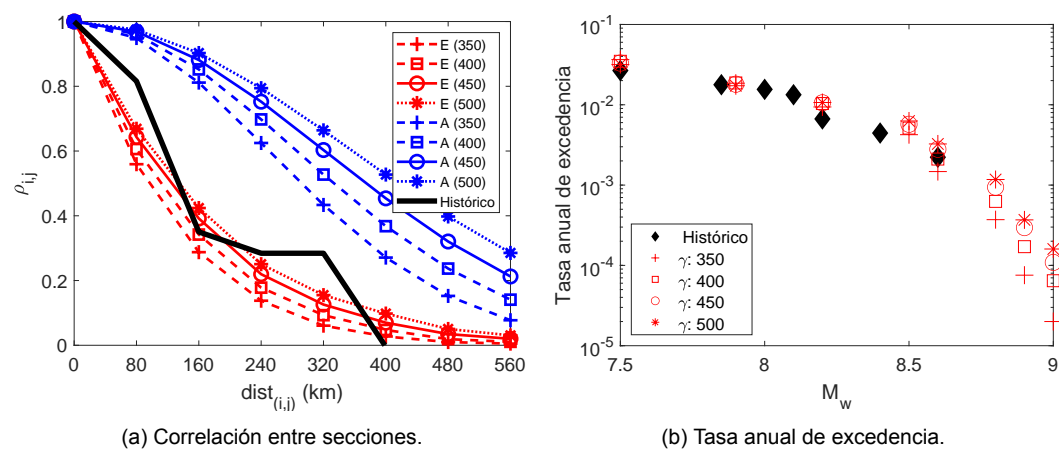 1
0.8
0.6
0.4
0.2
0
ρi,j
0 80 160 240 320 400 480 560
dist(i,j) (km)
E (350)
E (400)
E (450)
E (500)
A (350)
A (400)
A (450)
A (500)
Histórico
(a) Correlación entre secciones.
10-1
10-2
10-3
10-4
10-5
Tasa anual de excedencia
7.5 8 8.5 9
Mw
Histórico
γ: 350
γ: 400
γ: 450
γ: 500
(b) Tasa anual de excedencia.